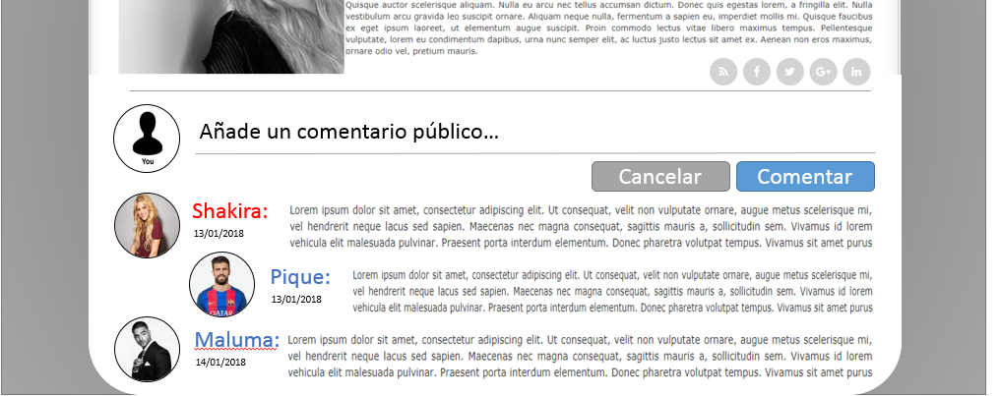 Quisque auctor scelerisque aliquam. Nulla eu arcu nec tellus accumsan dictum. Donec quis egestas lorem, a fringilla elit. Nulla
vestibulum arcu gravida leo suscipit ornare. Aliquam neque nulla, fermentum a sapien eu, imperdiet mollis mi. Quisque faucibus
ex eget ipsum laoreet, ut elementum augue suscipit. Proin commodo lectus vitae libero maximus tempus. Pellentesque
vulputate, lorem eu condimentum dapibus, urna nunc semper elit, ac luctus justo lectus sit amet ex. Aenean non eros maximus,
ornare odio vel, pretium mauris.
f G+ in
You
Añade un comentario público...
Cancelar Comentar
Shakira:
13/01/2018
Lorem ipsum dolor sit amet, consectetur adipiscing elit. Ut consequat, velit non vulputate ornare, augue metus scelerisque mi,
vel hendrerit neque lacus sed sapien. Maecenas nec magna consequat, sagittis mauris a, sollicitudin sem. Vivamus id lorem
vehicula elit malesuada pulvinar. Praesent porta interdum elementum. Donec pharetra volutpat tempus. Vivamus sit amet purus
QATAR
Pique:
13/01/2018
Lorem ipsum dolor sit amet, consectetur adipiscing elit. Ut consequat, velit non vulputate ornare, augue metus scelerisque mi,
vel hendrerit neque lacus sed sapien. Maecenas nec magna consequat, sagittis mauris a, sollicitudin sem. Vivamus id lorem
vehicula elit malesuada pulvinar. Praesent porta interdum elementum. Donec pharetra volutpat tempus. Vivamus sit amet purus
Maluma:
14/01/2018
Lorem ipsum dolor sit amet, consectetur adipiscing elit. Ut consequat, velit non vulputate ornare, augue metus scelerisque mi,
vel hendrerit neque lacus sed sapien. Maecenas nec magna consequat, sagittis mauris a, sollicitudin sem. Vivamus id lorem
vehicula elit malesuada pulvinar. Praesent porta interdum elementum. Donec pharetra volutpat tempus. Vivamus sit amet purus